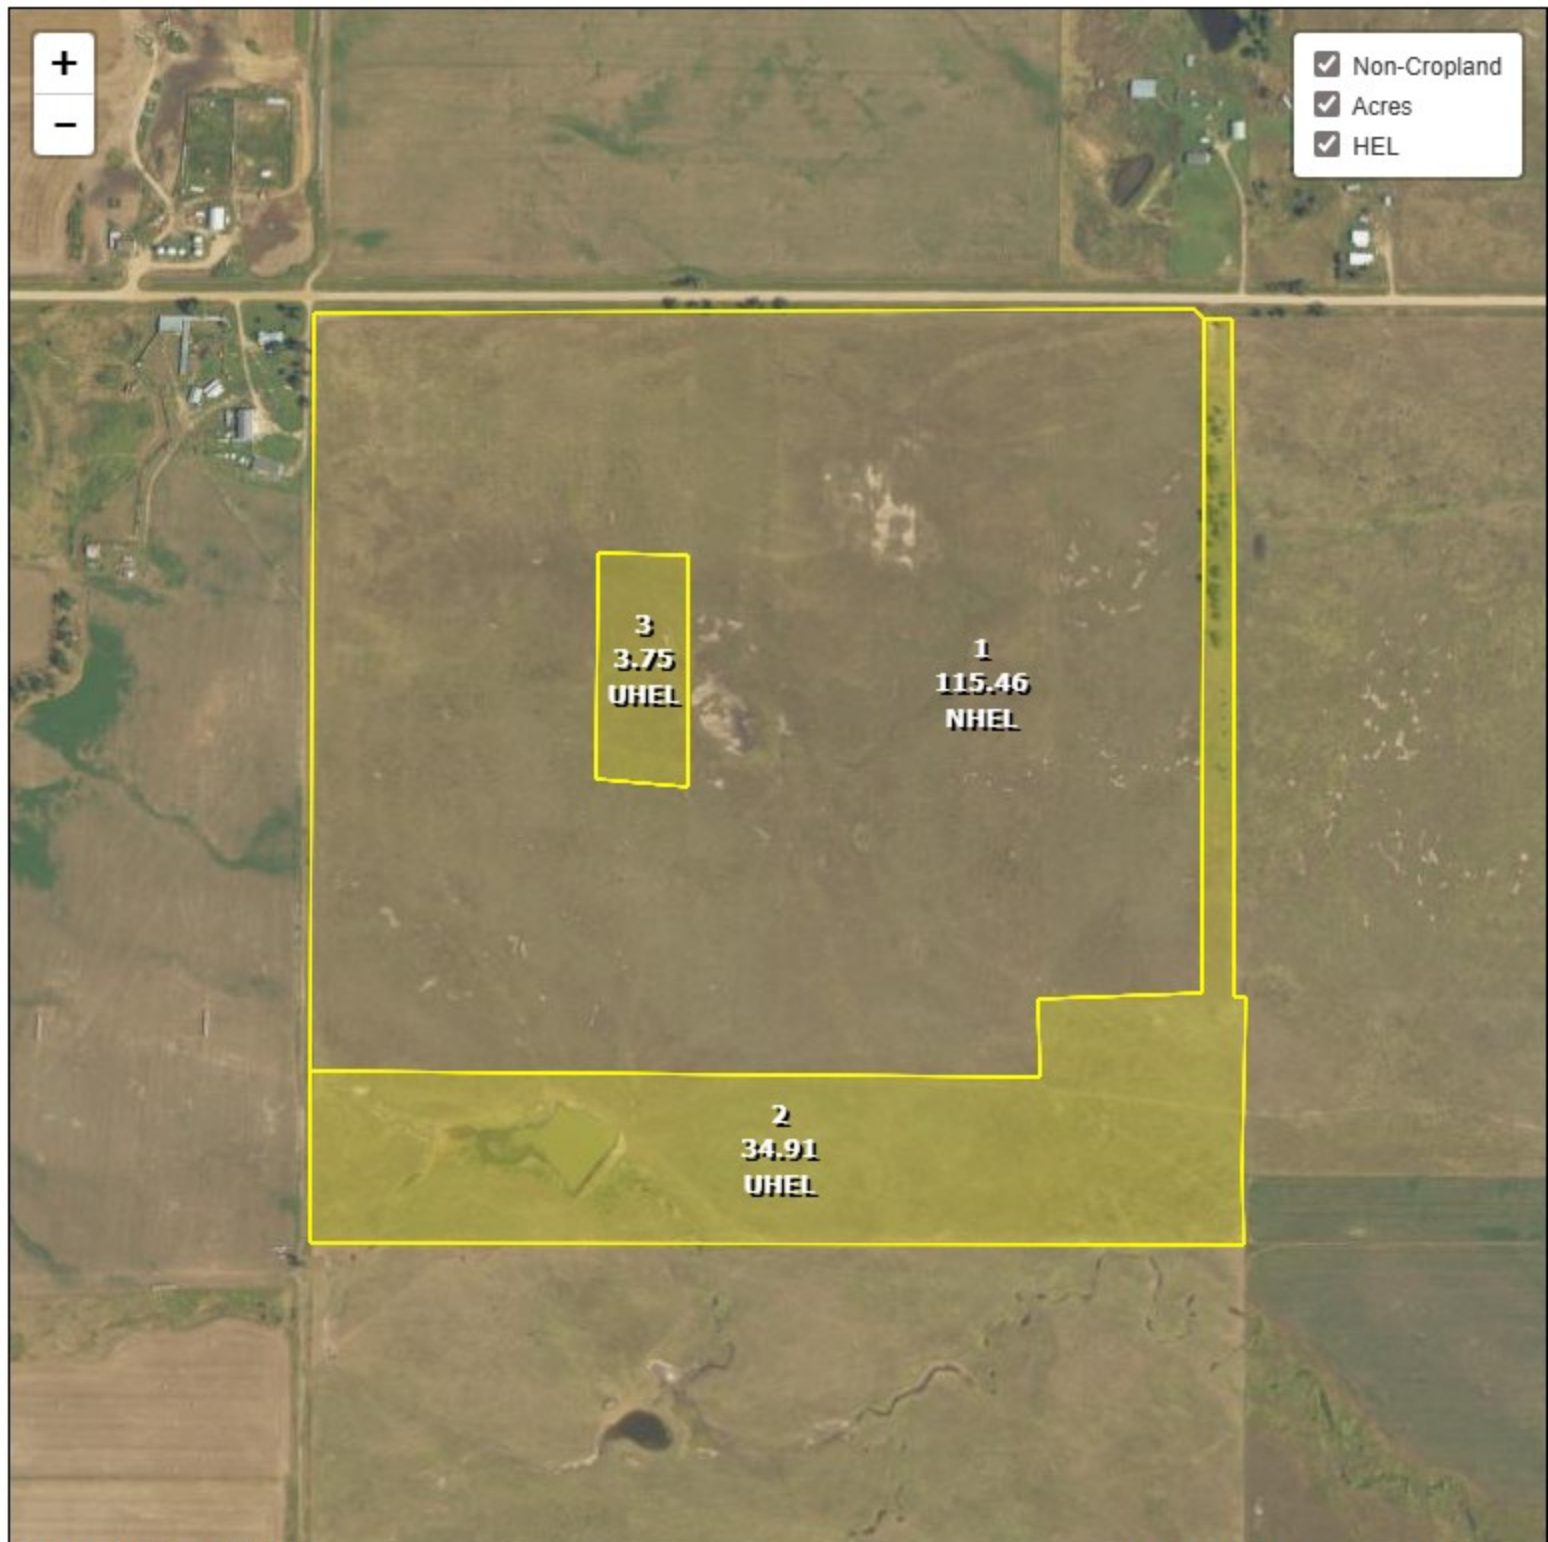 +
−
Non-Cropland
Acres
HEL
3
3.75
UHEL
1
115.46
NHEL
2
34.91
UHEL